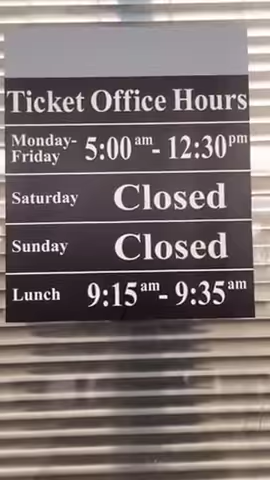 Ticket Office Hours
Monday-
Friday 5:00 am - 12:30 pm
Saturday Closed
Sunday Closed
Lunch 9:15 am - 9:35 am